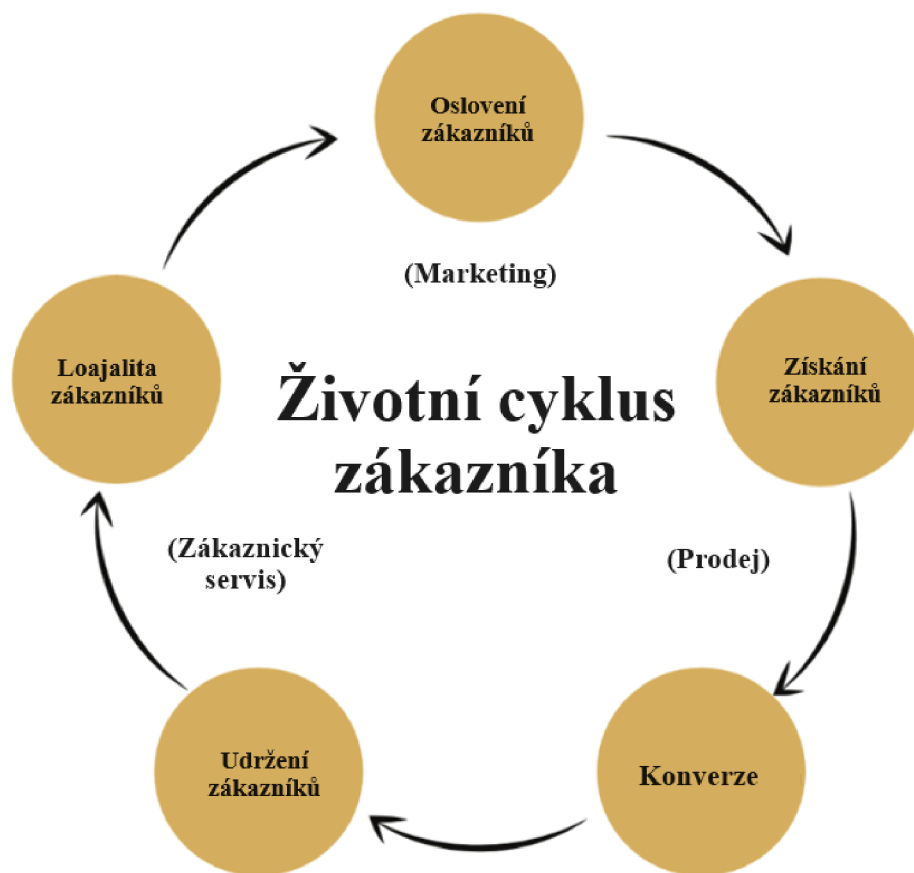 Oslovení
zákazníků
(Marketing)
Získání
zákazníků
Loajalita
zákazníků
Životní cyklus
zákazníka
(Prodej)
(Zákaznický
servis)
Konverze
Udržení
zákazníků